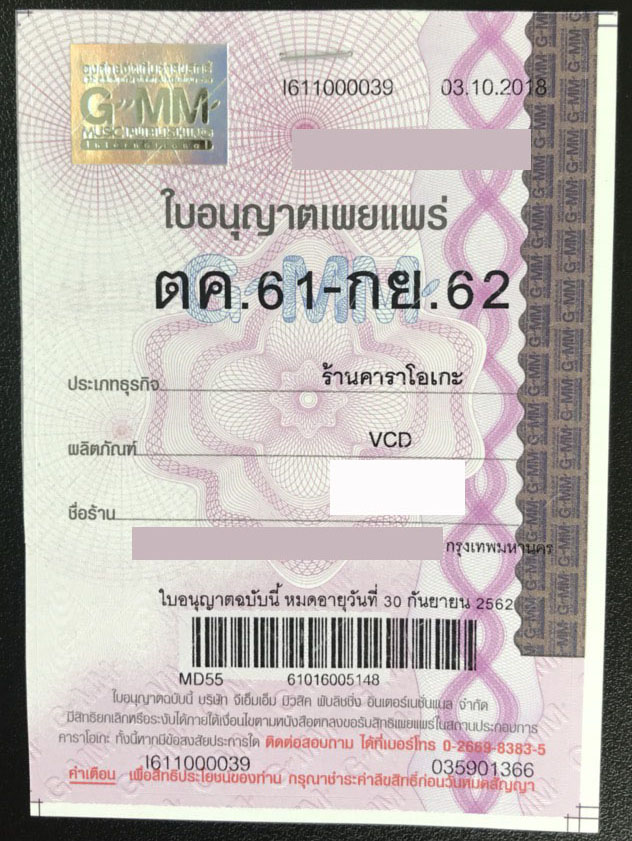 G"MM'
MUSIC PUBLISHING
International
I611000039 03.10.2018
ใบอนุญาตเผยแพร่
ตค.61-กย.62
ประเภทธุรกิจ ร้านคาราโอเกะ
ผลิตภัณฑ์ VCD
ชื่อร้าน
กรุงเทพมหานคร
ใบอนุญาตฉบับนี้ หมดอายุวันที่ 30 กันยายน 2562
MD55 61016005148
ใบอนุญาตฉบับนี้ บริษัท จีเอ็มเอ็ม มิวสิค พับลิชชิ่ง อินเตอร์เนชั่นแนล จำกัด
มีสิทธิยกเลิกหรือระงับได้ภายใต้เงื่อนไขตามหนังสือตกลงขอรับสิทธิเผยแพร่ในสถานประกอบการ
คาราโอเกะ ทั้งนี้หากมีข้อสงสัยประการใด ติดต่อสอบถาม ได้ที่เบอร์โทร 0-2669-8383-5
I611000039 035901366
คำเตือน เพื่อสิทธิประโยชน์ของท่าน กรุณาชำระค่าลิขสิทธิ์ก่อนวันหมดสัญญา